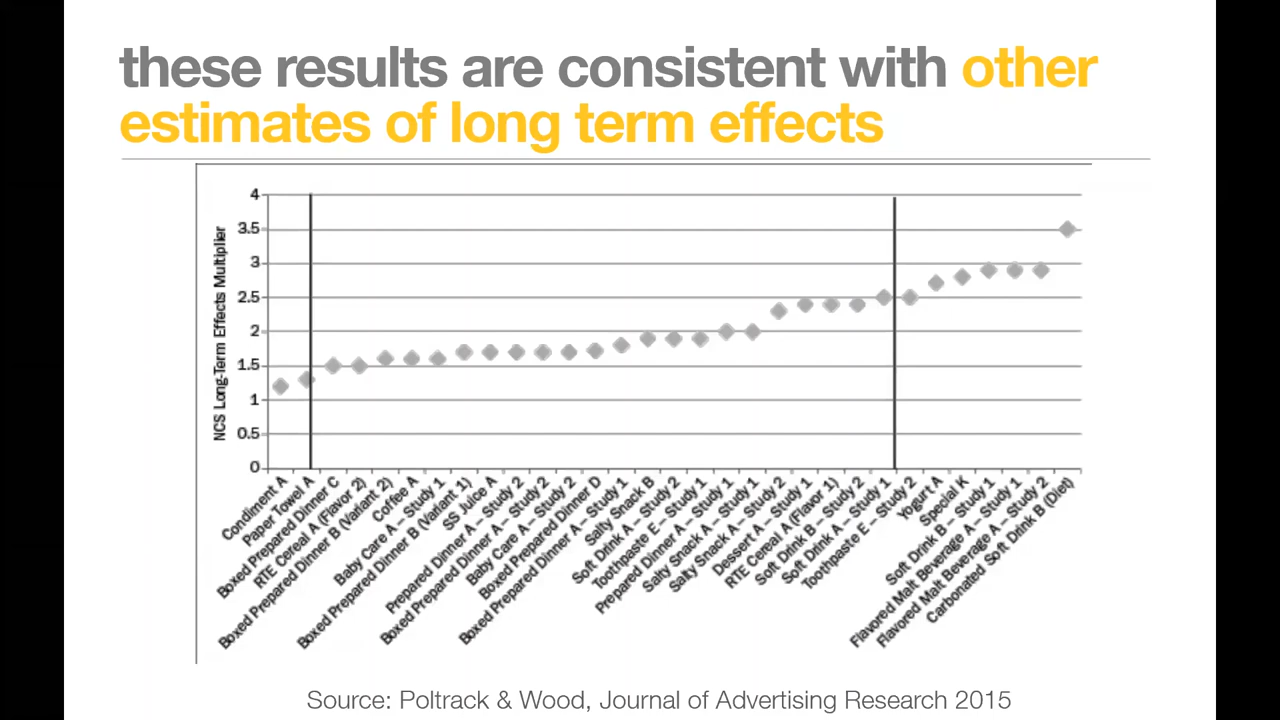 these results are consistent with other
estimates of long term effects
NCS Long-Term Effects Multiplier
4
3.5
3
2.5
2
1.5
1
0.5
0
Condiment A
Paper Towel A
Boxed Prepared Dinner C
RTE Cereal A (Flavor 2)
Boxed Prepared Dinner B (Variant 2)
Coffee A
Baby Care A – Study 1
Boxed Prepared Dinner B (Variant 1)
SS Juice A
Prepared Dinner A – Study 2
Boxed Prepared Dinner A – Study 2
Baby Care A – Study 2
Boxed Prepared Dinner D
Boxed Prepared Dinner A – Study 1
Salty Snack B
Soft Drink A – Study 2
Toothpaste E – Study 1
Prepared Dinner A – Study 1
Salty Snack A – Study 1
Salty Snack A – Study 2
Dessert A – Study 1
RTE Cereal A (Flavor 1)
Soft Drink B – Study 2
Soft Drink A – Study 1
Toothpaste E – Study 2
Yogurt A
Special K
Soft Drink B – Study 1
Flavored Malt Beverage A – Study 1
Flavored Malt Beverage A – Study 2
Carbonated Soft Drink B (Diet)
Source: Poltrack & Wood, Journal of Advertising Research 2015